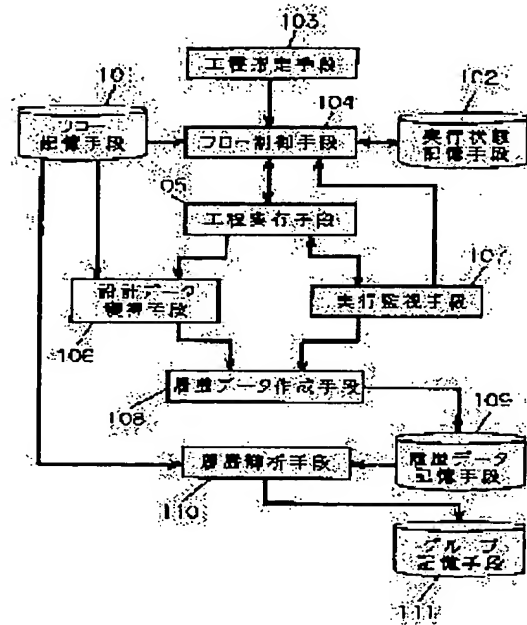 103
工程指定手段
101
104
102
フロー
記憶手段
フロー制御手段
実行状態
記憶手段
05
工程実行手段
107
設計データ
獲得手段
実行監視手段
106
109
履歴データ作成手段
108
履歴データ
記憶手段
履歴解析手段
110
グループ
記憶手段
111